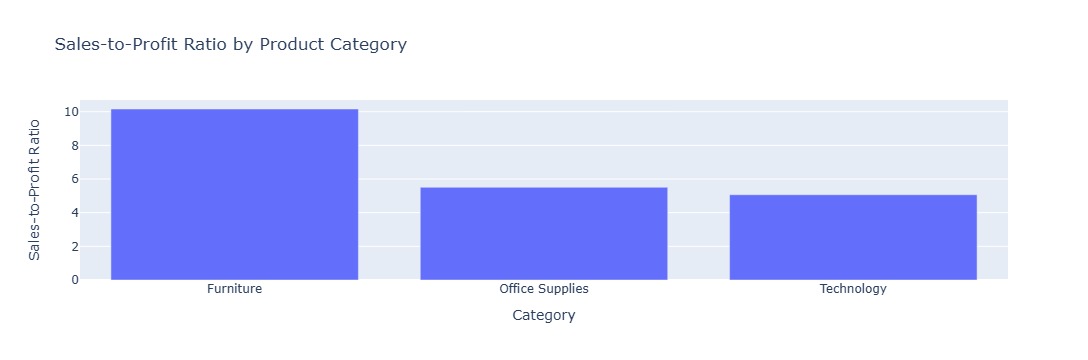 Sales-to-Profit Ratio by Product Category
Sales-to-Profit Ratio
10
8
6
4
2
0
Furniture
Office Supplies
Technology
Category